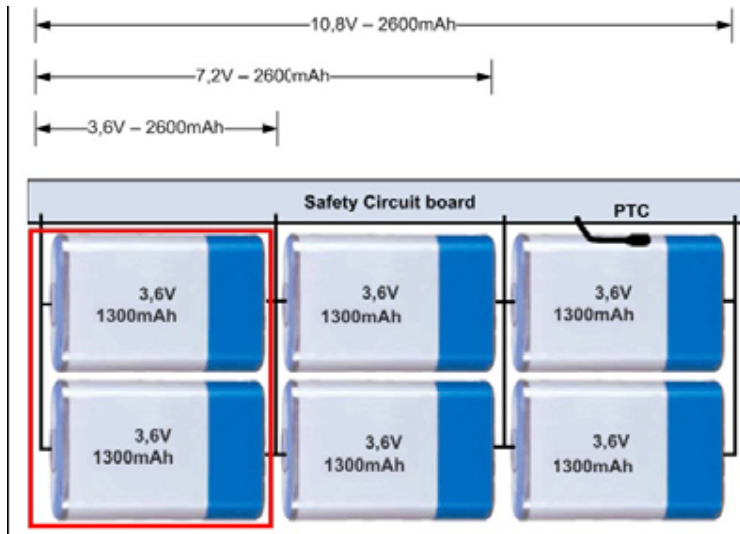 10,8V – 2600mAh
7,2V – 2600mAh
3,6V – 2600mAh
Safety Circuit board
PTC
3,6V
1300mAh
3,6V
1300mAh
3,6V
1300mAh
3,6V
1300mAh
3,6V
1300mAh
3,6V
1300mAh